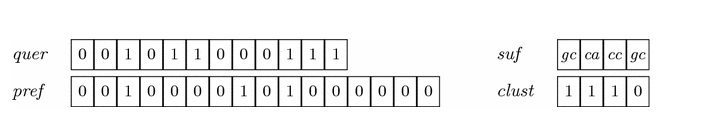 quer 0 0 1 0 1 1 0 0 0 1 1 1 suf gc ca cc gc
pref 0 0 1 0 0 0 0 1 0 1 0 0 0 0 0 0 clust 1 1 1 0